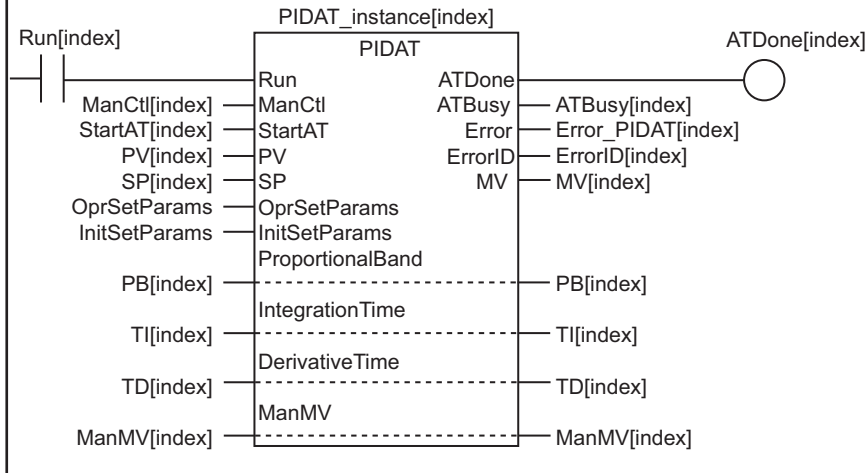 PIDAT_instance[index]
Run[index]
PIDAT
ATDone[index]
Run
ATDone
ManCtl[index]
ManCtl
ATBusy
ATBusy[index]
StartAT[index]
StartAT
Error
Error_PIDAT[index]
PV[index]
PV
ErrorID
ErrorID[index]
SP[index]
SP
MV
MV[index]
OprSetParams
OprSetParams
InitSetParams
InitSetParams
ProportionalBand
PB[index]
PB[index]
IntegrationTime
TI[index]
TI[index]
DerivativeTime
TD[index]
TD[index]
ManMV
ManMV[index]
ManMV[index]